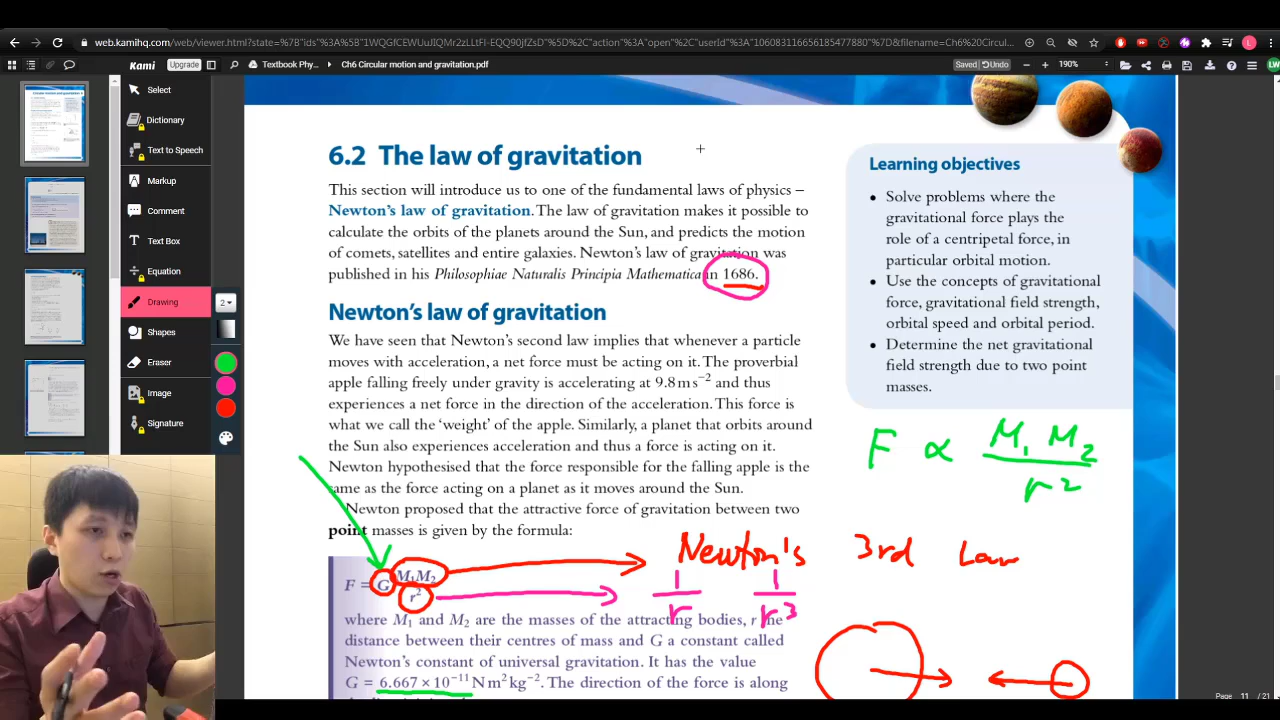 web.kamihq.com/web/viewer.html?state=%7B"ids"%3A%5B"1WQGfCEWUuJIQMr2zLLtFI-EQQ90jfZsD"%5D%2C"action"%3A"open"%2C"userId"%3A"106083116656185477880"%7D&filename=Ch6%20Circul...
Kami
Upgrade
Textbook Phy...
Ch6 Circular motion and gravitation.pdf
Saved
Undo
190%
LW
Select
Dictionary
Text to Speech
Markup
Comment
Text Box
Equation
Drawing
2
Shapes
Eraser
Image
Signature
6.2 The law of gravitation
This section will introduce us to one of the fundamental laws of physics –
Newton's law of gravitation. The law of gravitation makes it possible to
calculate the orbits of the planets around the Sun, and predicts the motion
of comets, satellites and entire galaxies. Newton's law of gravitation was
published in his Philosophiae Naturalis Principia Mathematica in 1986.
Newton's law of gravitation
We have seen that Newton's second law implies that whenever a particle
moves with acceleration, a net force must be acting on it. The proverbial
apple falling freely under gravity is accelerating at 9.8 m s⁻² and thus
experiences a net force in the direction of the acceleration. This force is
what we call the 'weight' of the apple. Similarly, a planet that orbits around
the Sun also experiences acceleration and thus a force is acting on it.
Newton hypothesised that the force responsible for the falling apple is the
same as the force acting on a planet as it moves around the Sun.
Newton proposed that the attractive force of gravitation between two
point masses is given by the formula:
F = G M₁M₂/r²
where M₁ and M₂ are the masses of the attracting bodies, r the
distance between their centres of mass and G a constant called
Newton's constant of universal gravitation. It has the value
G = 6.667 × 10⁻¹¹ N m² kg⁻². The direction of the force is along
Learning objectives
• Solve problems where the
gravitational force plays the
role of a centripetal force, in
particular orbital motion.
• Use the concepts of gravitational
force, gravitational field strength,
orbital speed and orbital period.
• Determine the net gravitational
field strength due to two point
masses.
F ∝ M₁ M₂/r²
Newton's 3rd Law
1/r 1/r³
Page 11 / 21